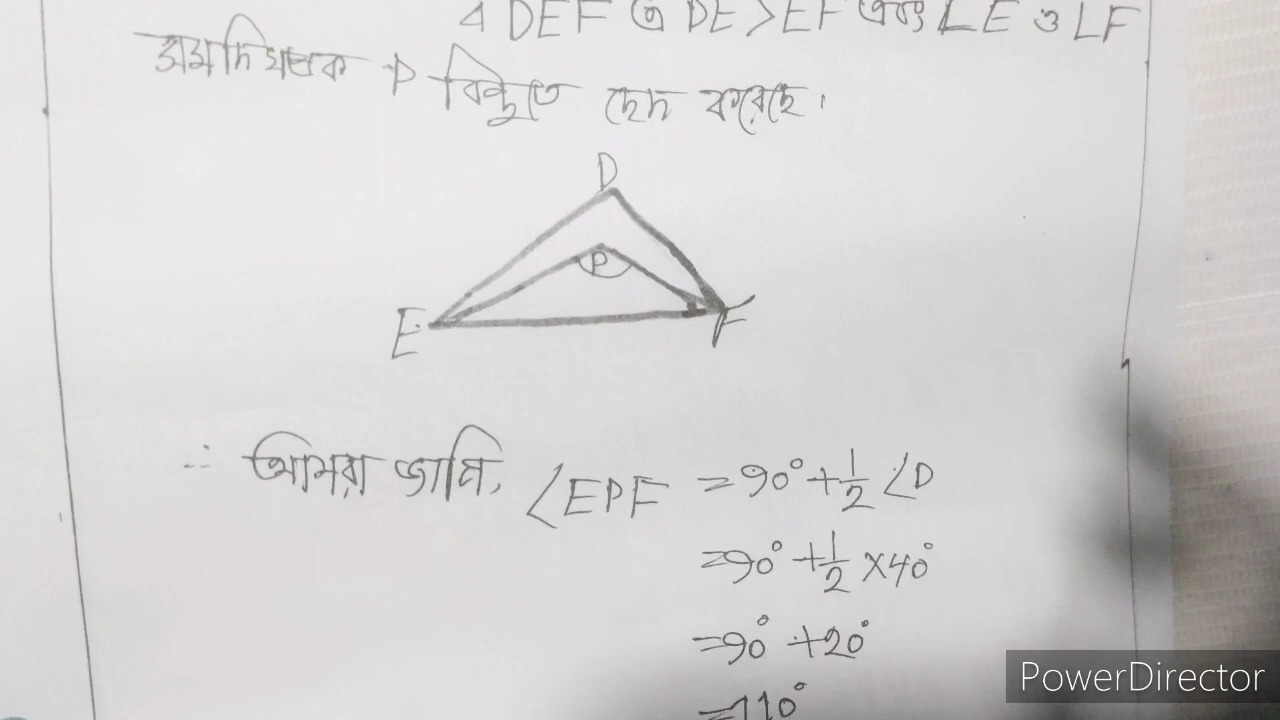 Δ DEF এ DE > EF এবং ∠E ও ∠F
সমদ্বিখণ্ডক P বিন্দুতে ছেদ করেছে।
D
P
E F
∴ আমরা জানি, ∠EPF = 90° + 1/2 ∠D
= 90° + 1/2 × 40°
= 90° + 20°
= 110°
PowerDirector